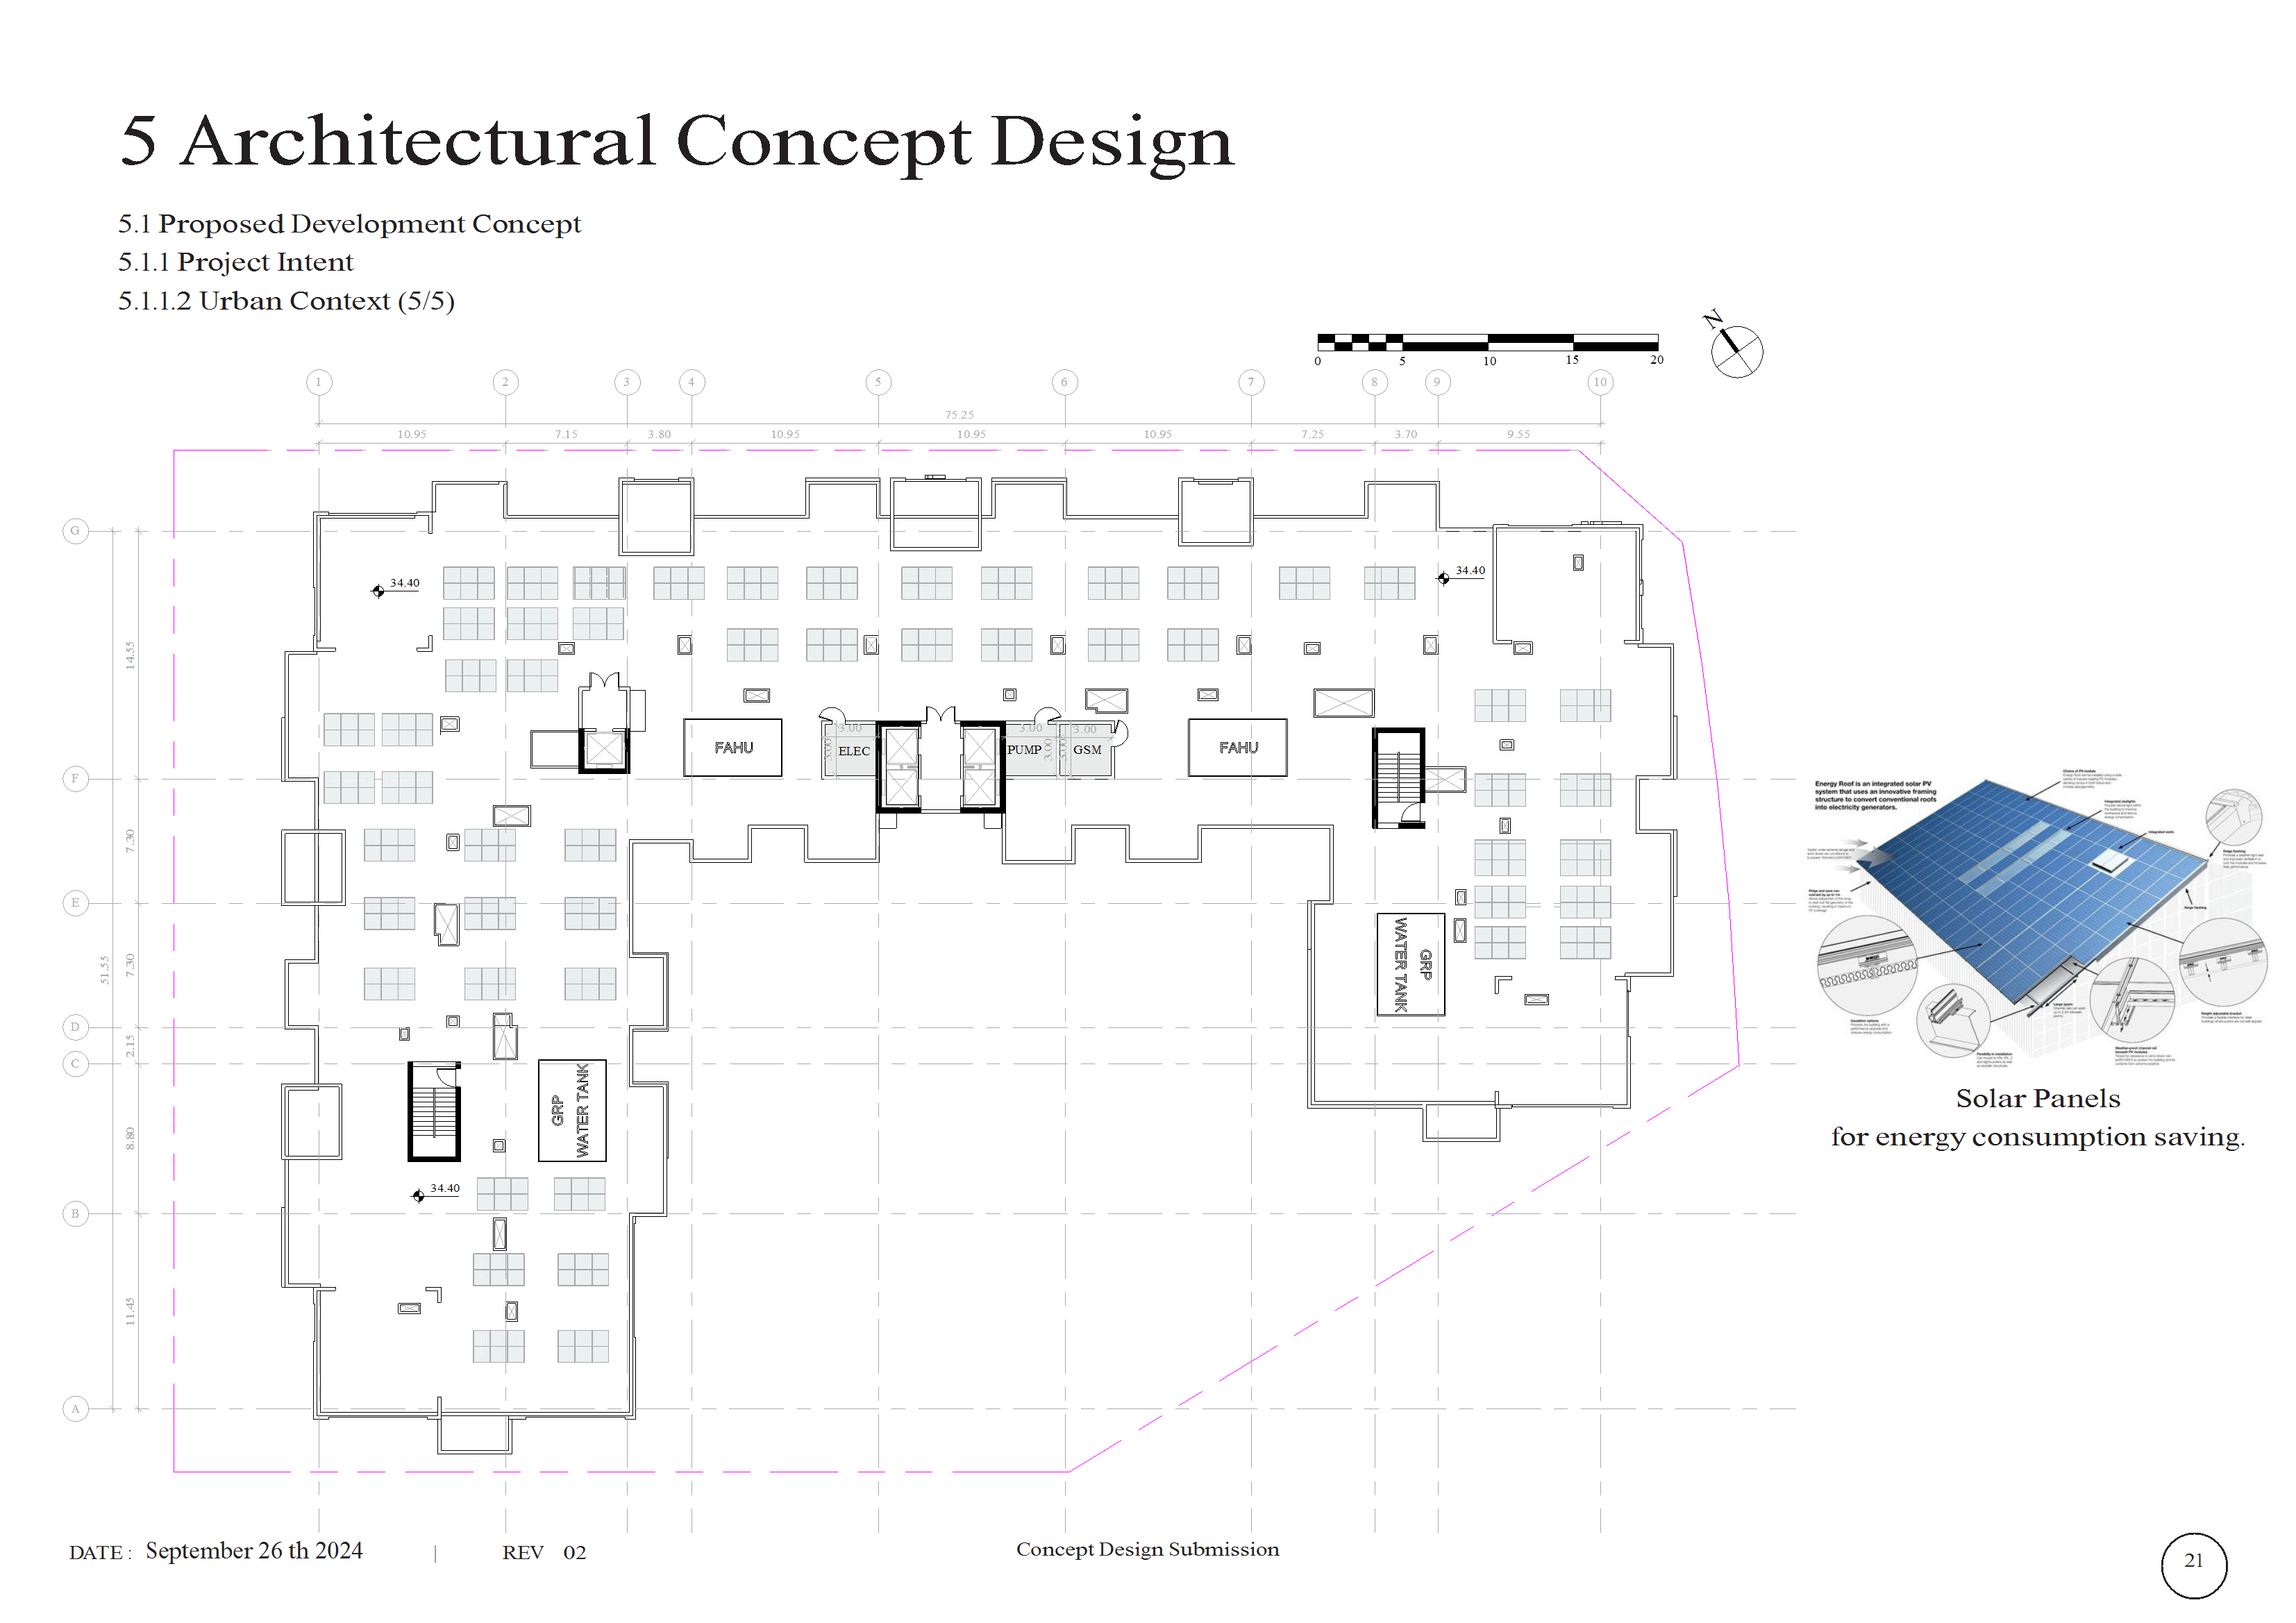 5 Architectural Concept Design
5.1 Proposed Development Concept
5.1.1 Project Intent
5.1.1.2 Urban Context (5/5)
N
0 5 10 15 20
1 2 3 4 5 6 7 8 9 10
75.25
10.95 7.15 3.80 10.95 10.95 10.95 7.25 3.70 9.55
G
34.40
34.40
14.55
FAHU
3.00
3.00
ELEC
3.00
PUMP
3.00
3.00
3.00
GSM
FAHU
F
7.30
E
7.30
51.55
GRP
WATER TANK
D
2.15
C
GRP
WATER TANK
8.80
34.40
B
11.45
A
Energy Roof is an integrated solar PV
system that uses an innovative framing
structure to convert conventional roofs
into electricity generators.
Solar Panels
for energy consumption saving.
DATE : September 26 th 2024 | REV 02
Concept Design Submission
21